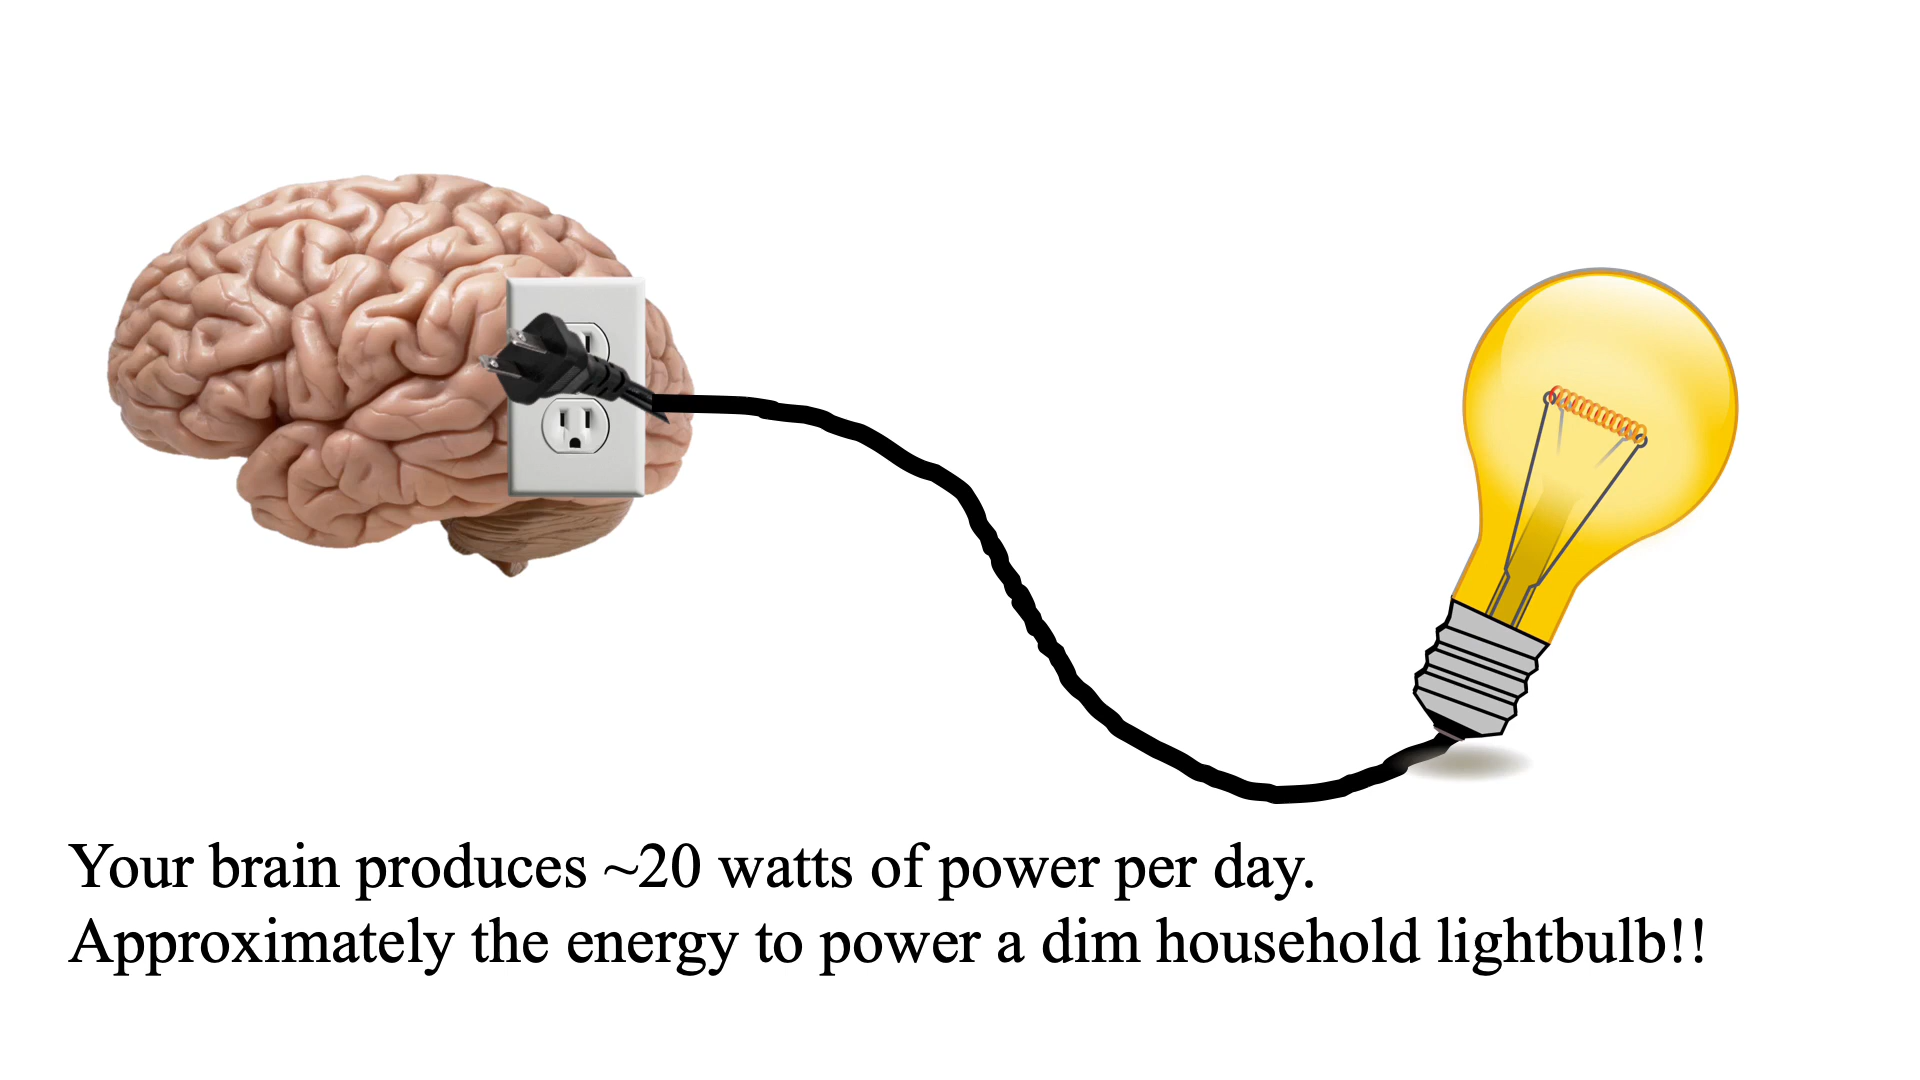 Your brain produces ~20 watts of power per day.
Approximately the energy to power a dim household lightbulb!!